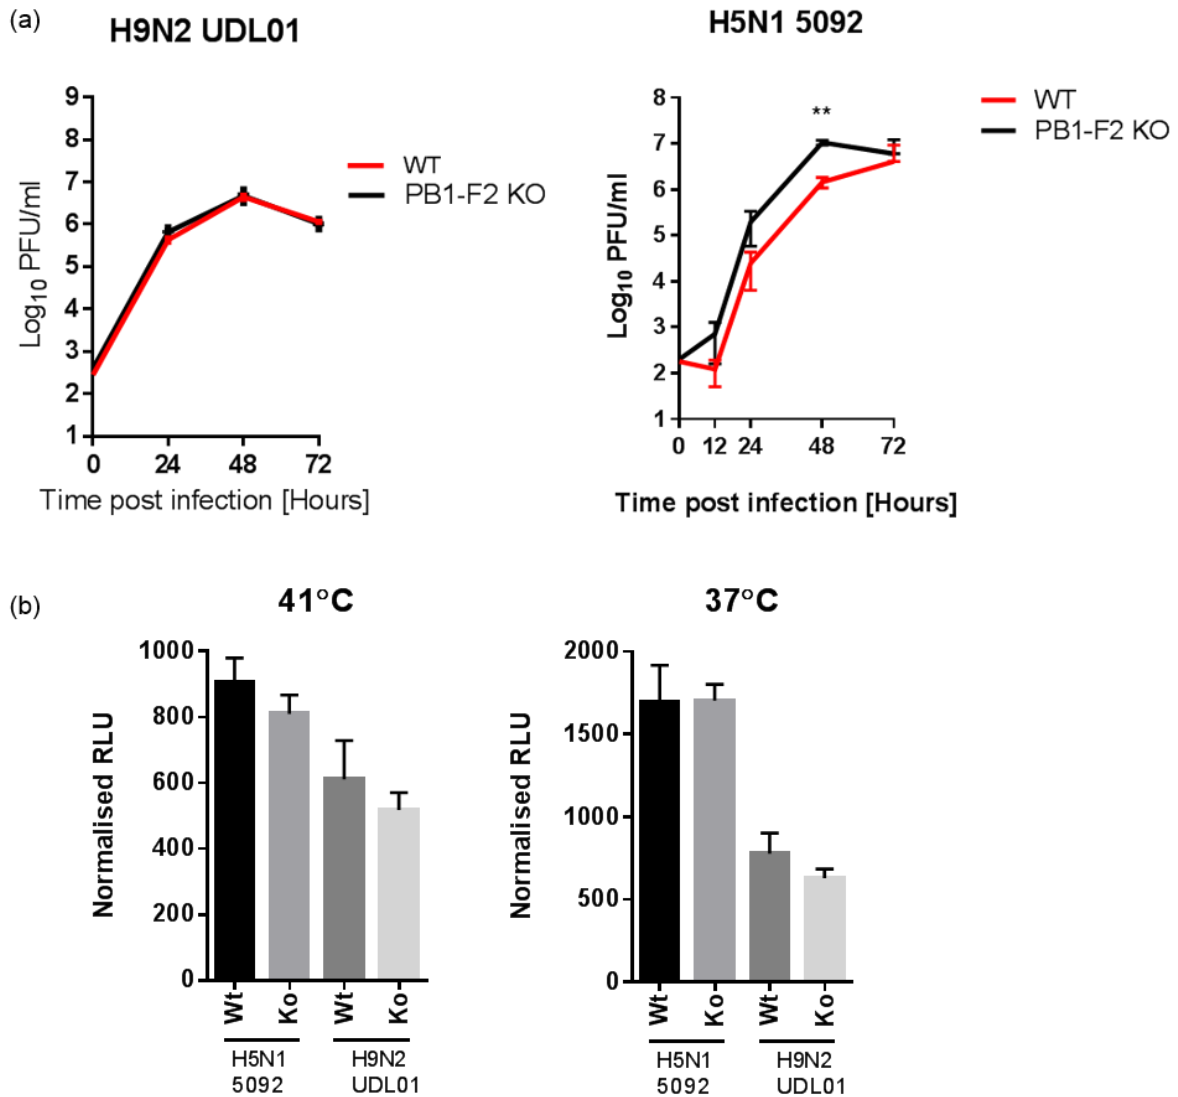 (a)
H9N2 UDL01
9
8
7
6
5
4
3
2
1
Log10 PFU/ml
0 24 48 72
Time post infection [Hours]
WT
PB1-F2 KO
H5N1 5092
8
7
6
5
4
3
2
1
Log10 PFU/ml
**
0 12 24 48 72
Time post infection [Hours]
WT
PB1-F2 KO
(b)
41°C
1000
800
600
400
200
0
Normalised RLU
Wt Ko Wt Ko
H5N1 H9N2
5092 UDL01
37°C
2000
1500
1000
500
0
Normalised RLU
Wt Ko Wt Ko
H5N1 H9N2
5092 UDL01